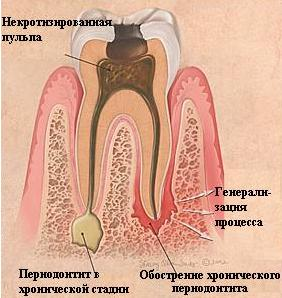 Некротизированная
пульпа
Генерали-
зация
процесса
Периодонтит в
хронической стадии
Обострение хронического
периодонтита